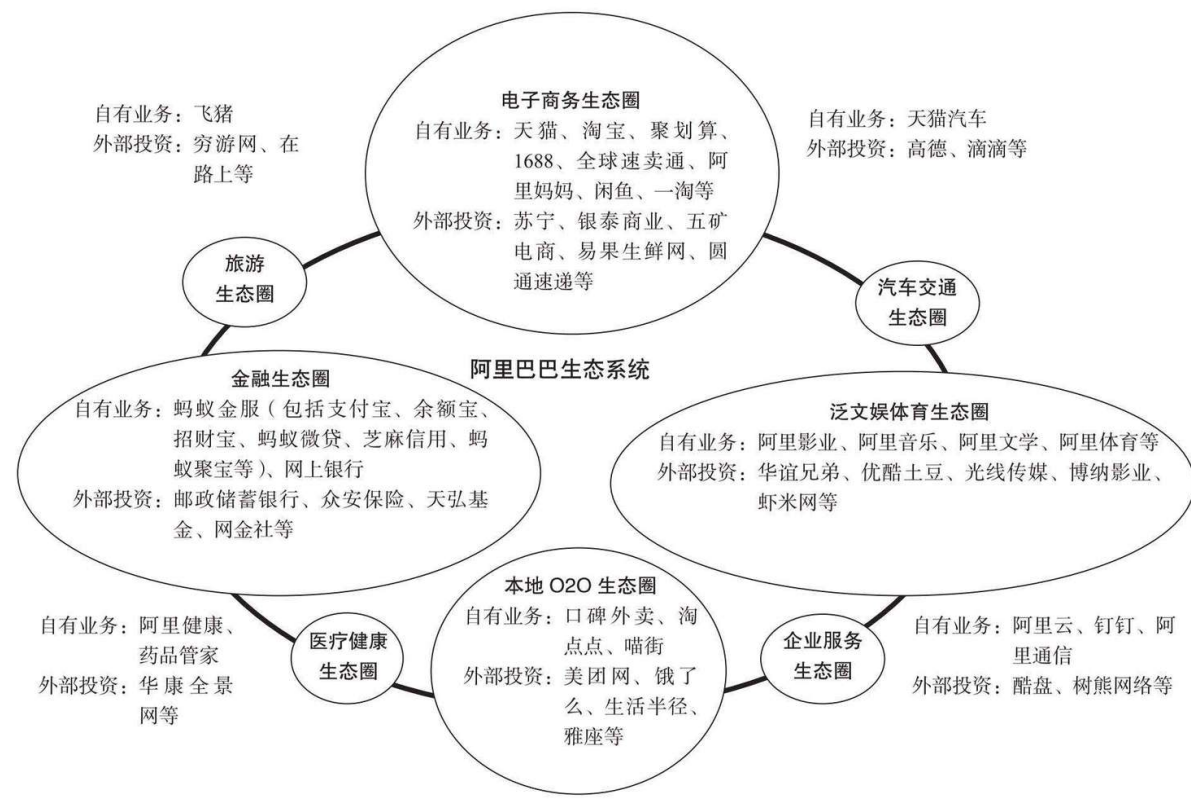 电子商务生态圈
自有业务：天猫、淘宝、聚划算、
1688、全球速卖通、阿
里妈妈、闲鱼、一淘等
外部投资：苏宁、银泰商业、五矿
电商、易果生鲜网、圆
通速递等
自有业务：飞猪
外部投资：穷游网、在
路上等
旅游
生态圈
自有业务：天猫汽车
外部投资：高德、滴滴等
汽车交通
生态圈
阿里巴巴生态系统
金融生态圈
自有业务：蚂蚁金服（包括支付宝、余额宝、
招财宝、蚂蚁微贷、芝麻信用、蚂
蚁聚宝等）、网上银行
外部投资：邮政储蓄银行、众安保险、天弘基
金、网金社等
泛文娱体育生态圈
自有业务：阿里影业、阿里音乐、阿里文学、阿里体育等
外部投资：华谊兄弟、优酷土豆、光线传媒、博纳影业、
虾米网等
自有业务：阿里健康、
药品管家
外部投资：华康全景
网等
医疗健康
生态圈
本地 O2O 生态圈
自有业务：口碑外卖、淘
点点、喵街
外部投资：美团网、饿了
么、生活半径、
雅座等
企业服务
生态圈
自有业务：阿里云、钉钉、阿
里通信
外部投资：酷盘、树熊网络等